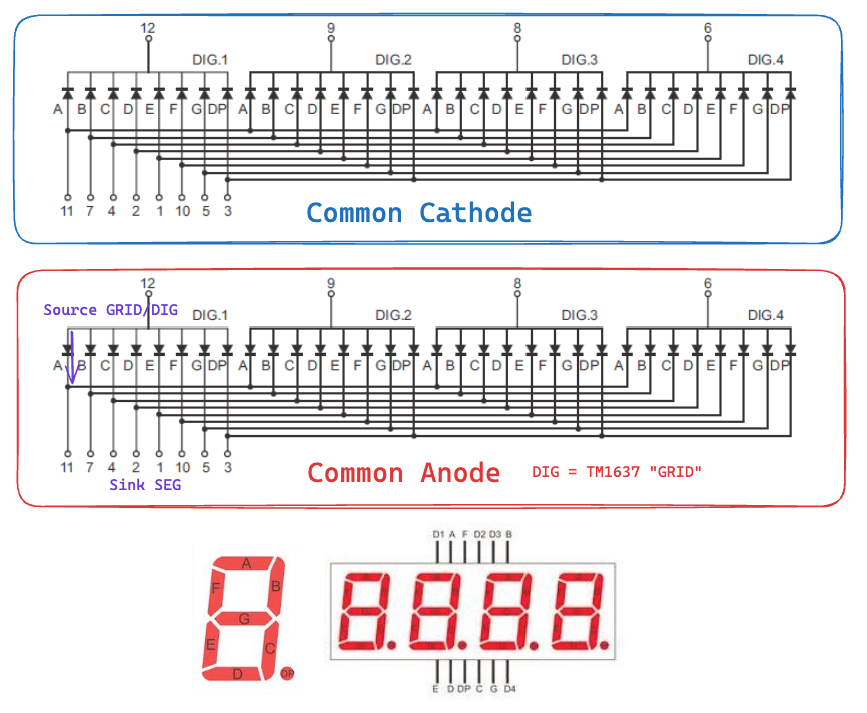 12 9 8 6
DIG.1 DIG.2 DIG.3 DIG.4
A B C D E F G DP A B C D E F G DP A B C D E F G DP A B C D E F G DP
11 7 4 2 1 10 5 3
Common Cathode
12 9 8 6
Source GRID/DIG
DIG.1 DIG.2 DIG.3 DIG.4
A B C D E F G DP A B C D E F G DP A B C D E F G DP A B C D E F G DP
11 7 4 2 1 10 5 3
Common Anode
DIG = TM1637 "GRID"
Sink SEG
D1 A F D2 D3 B
A
F B
G
E C
D
DP
E D DP C G D4